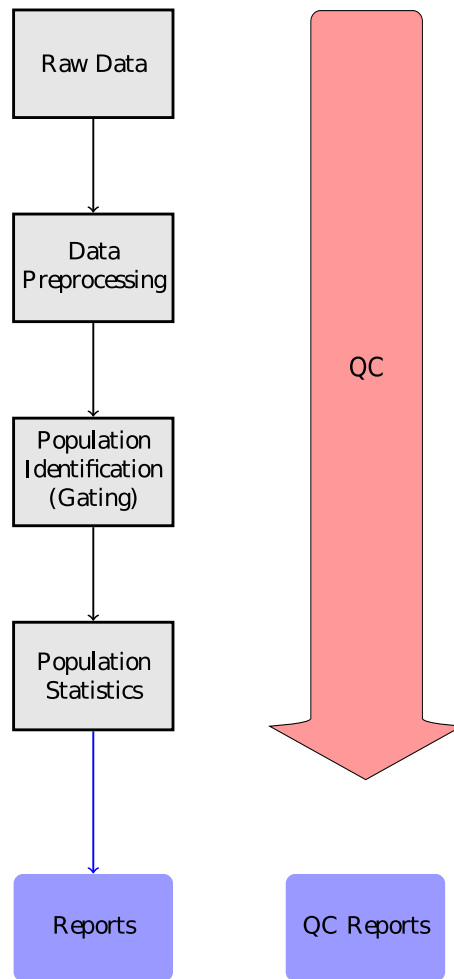 Raw Data
Data
Preprocessing
QC
Population
Identification
(Gating)
Population
Statistics
Reports
QC Reports